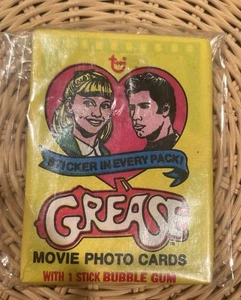 STICKER IN EVERY PACK!
GREASE
MOVIE PHOTO CARDS
WITH 1 STICK BUBBLE GUM